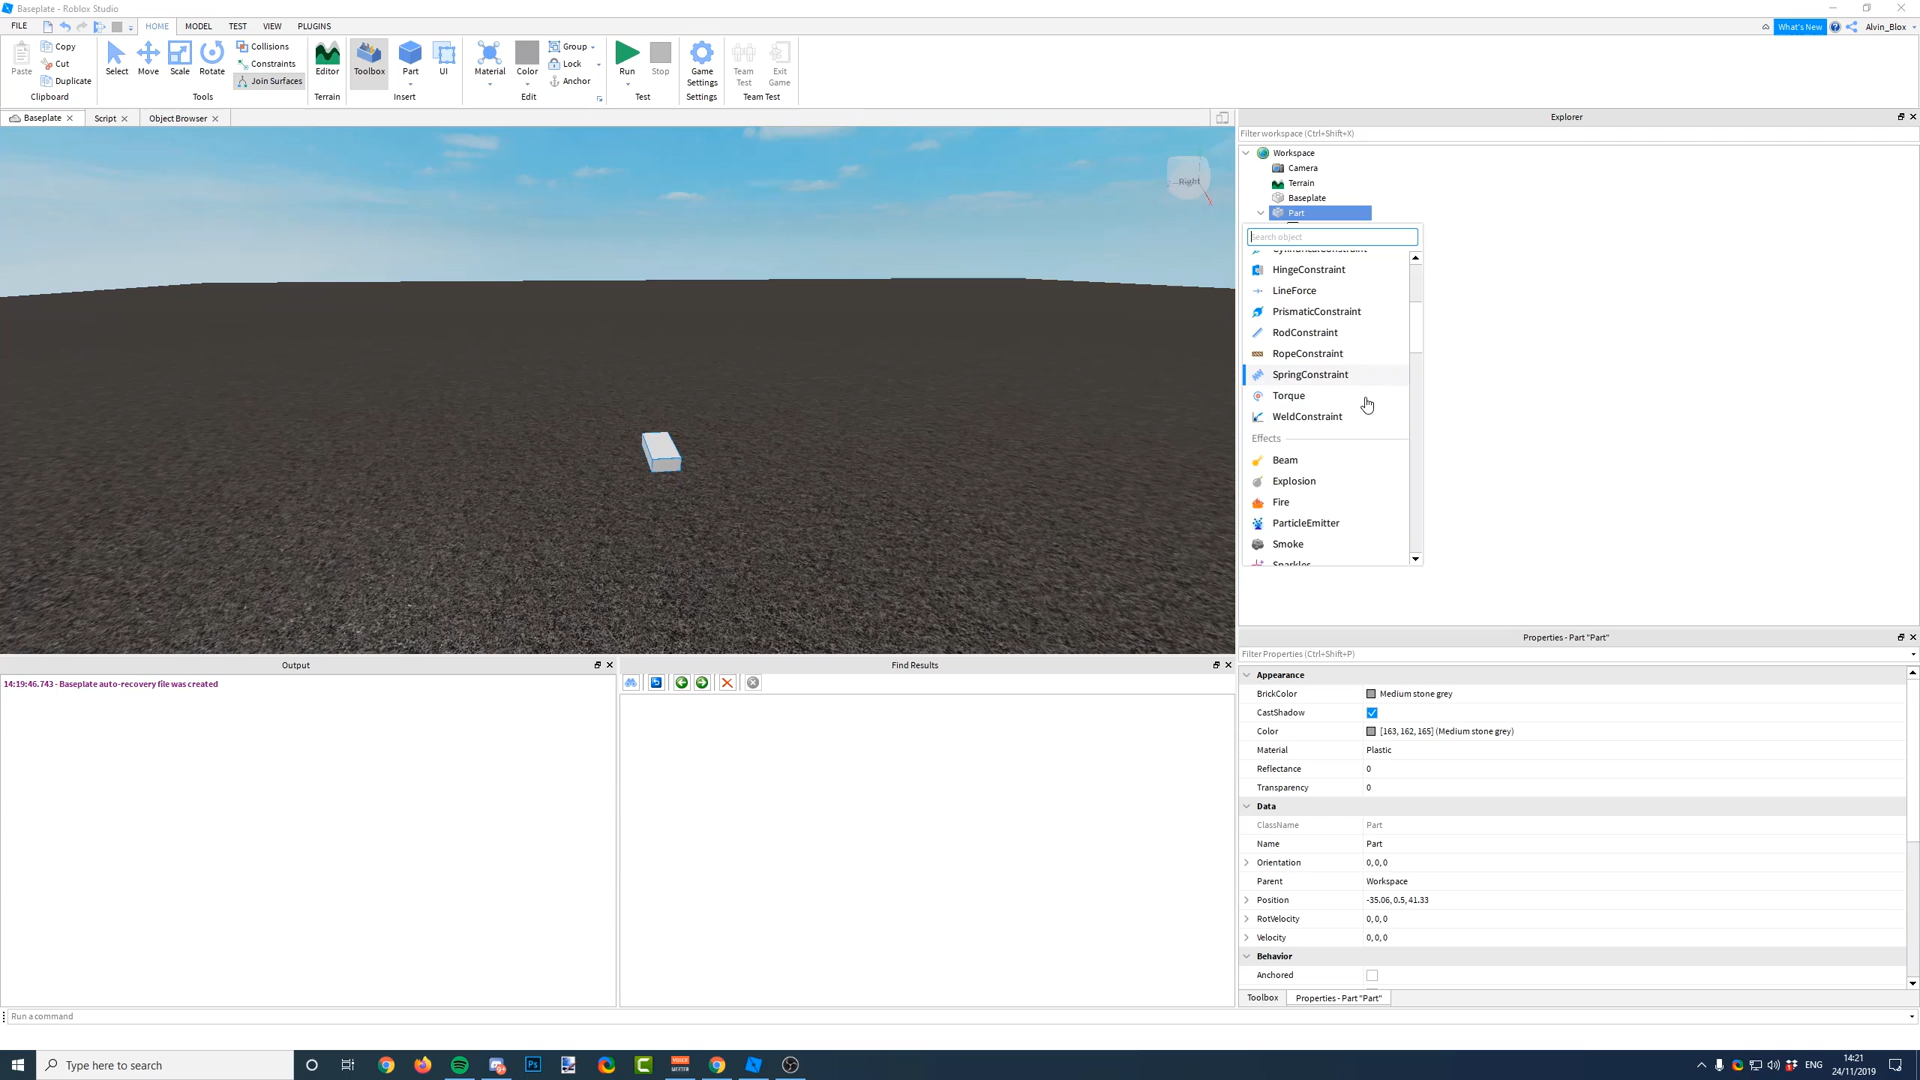 Baseplate - Roblox Studio
FILE HOME MODEL TEST VIEW PLUGINS What's New Alvin_Blox
Paste Copy Cut Duplicate Clipboard
Select Move Scale Rotate Collisions Constraints Join Surfaces Tools
Editor Terrain
Toolbox Part UI Insert
Material Color Group Lock Anchor Edit
Run Stop Test
Game Settings Settings
Team Test Exit Game Team Test
Baseplate Script Object Browser
Right
Explorer
Filter workspace (Ctrl+Shift+X)
Workspace
Camera
Terrain
Baseplate
Part
Search object
CylindricalConstraint
HingeConstraint
LineForce
PrismaticConstraint
RodConstraint
RopeConstraint
SpringConstraint
Torque
WeldConstraint
Effects
Beam
Explosion
Fire
ParticleEmitter
Smoke
Sparkles
Output
14:19:46.743 - Baseplate auto-recovery file was created
Find Results
Properties - Part "Part"
Filter Properties (Ctrl+Shift+P)
Appearance
BrickColor Medium stone grey
CastShadow
Color [163, 162, 165] (Medium stone grey)
Material Plastic
Reflectance 0
Transparency 0
Data
ClassName Part
Name Part
Orientation 0, 0, 0
Parent Workspace
Position -35.06, 0.5, 41.33
RotVelocity 0, 0, 0
Velocity 0, 0, 0
Behavior
Anchored
Toolbox Properties - Part "Part"
Run a command
Type here to search
Ps
VOICE MEETER
ENG
14:21
24/11/2019